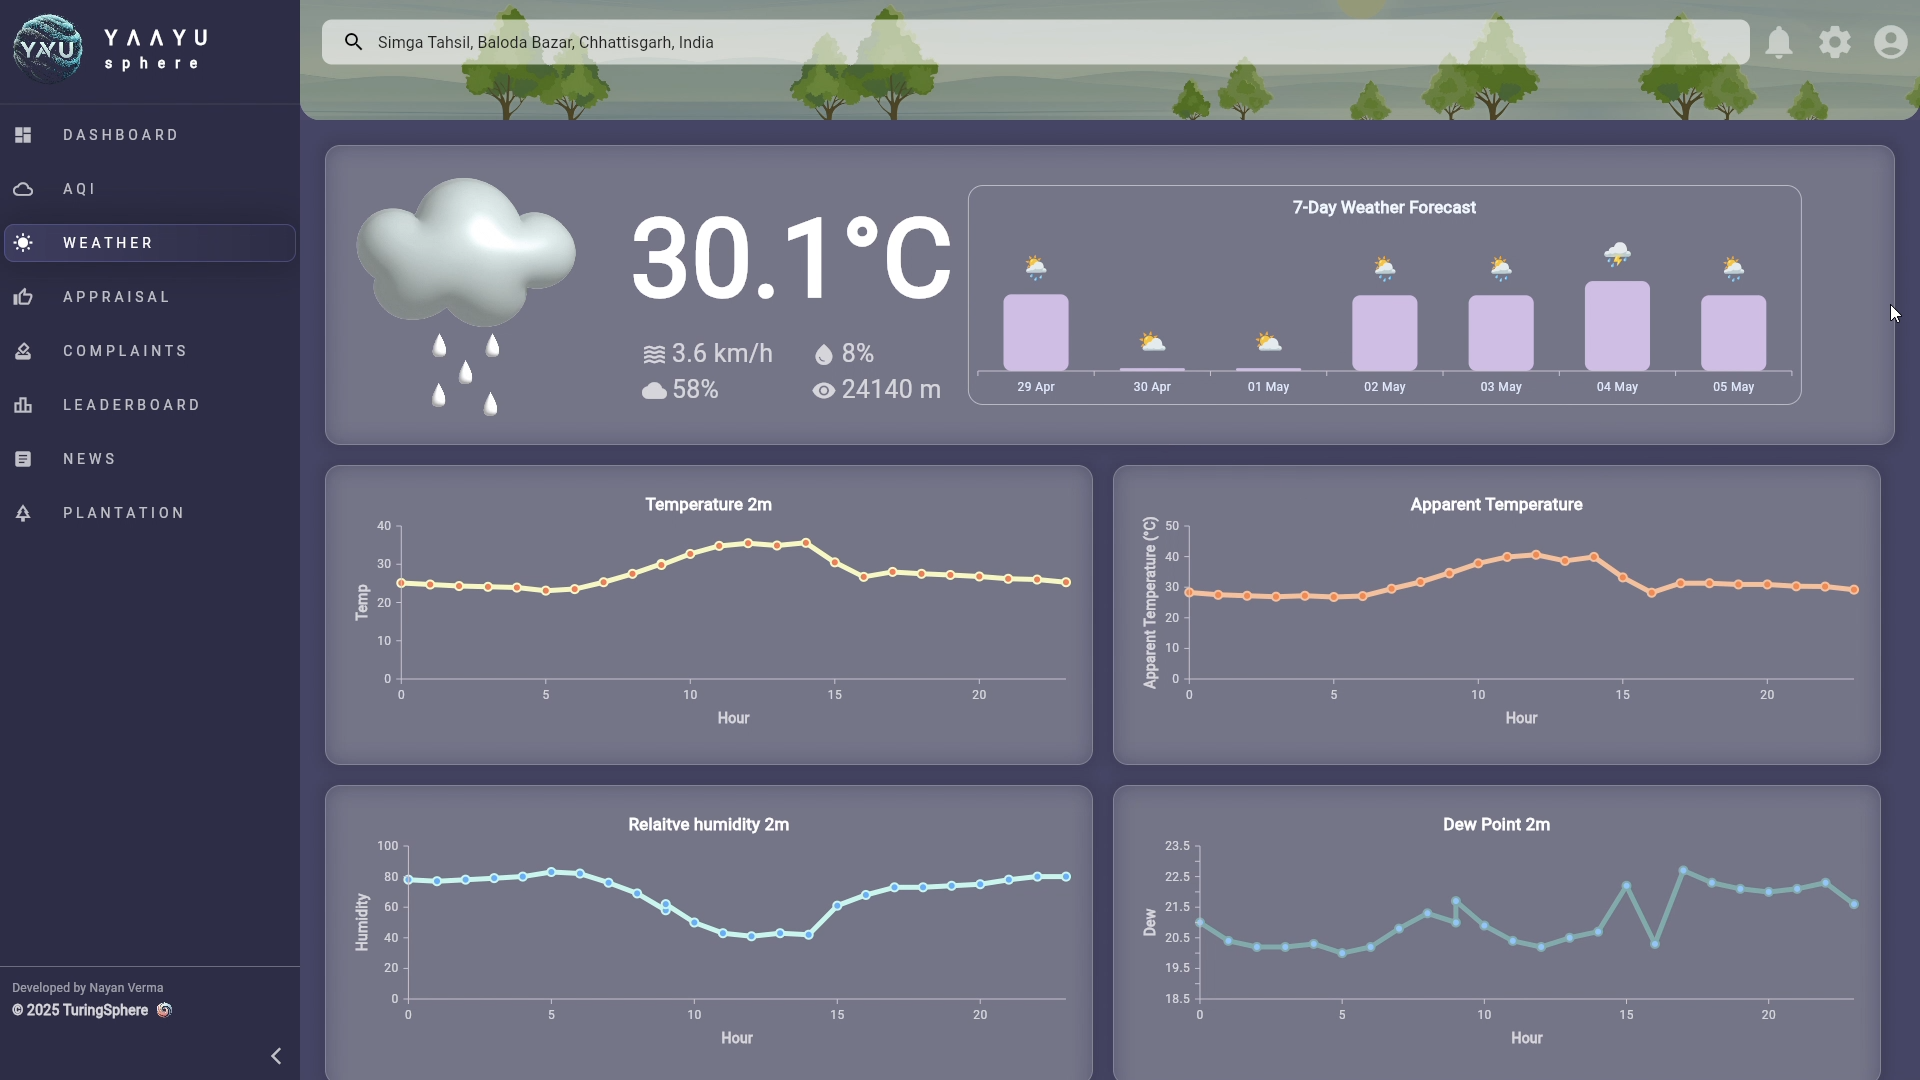 YAYU
YAAYU
sphere
Simga Tahsil, Baloda Bazar, Chhattisgarh, India
DASHBOARD
AQI
WEATHER
APPRAISAL
COMPLAINTS
LEADERBOARD
NEWS
PLANTATION
Developed by Nayan Verma
© 2025 TuringSphere
30.1°C
3.6 km/h 8%
58% 24140 m
7-Day Weather Forecast
29 Apr 30 Apr 01 May 02 May 03 May 04 May 05 May
Temperature 2m
Temp
40
30
20
10
0
0 5 10 15 20
Hour
Apparent Temperature
Apparent Temperature (°C)
50
40
30
20
10
0
0 5 10 15 20
Hour
Relaitve humidity 2m
Humidity
100
80
60
40
20
0
0 5 10 15 20
Hour
Dew Point 2m
Dew
23.5
22.5
21.5
20.5
19.5
18.5
0 5 10 15 20
Hour